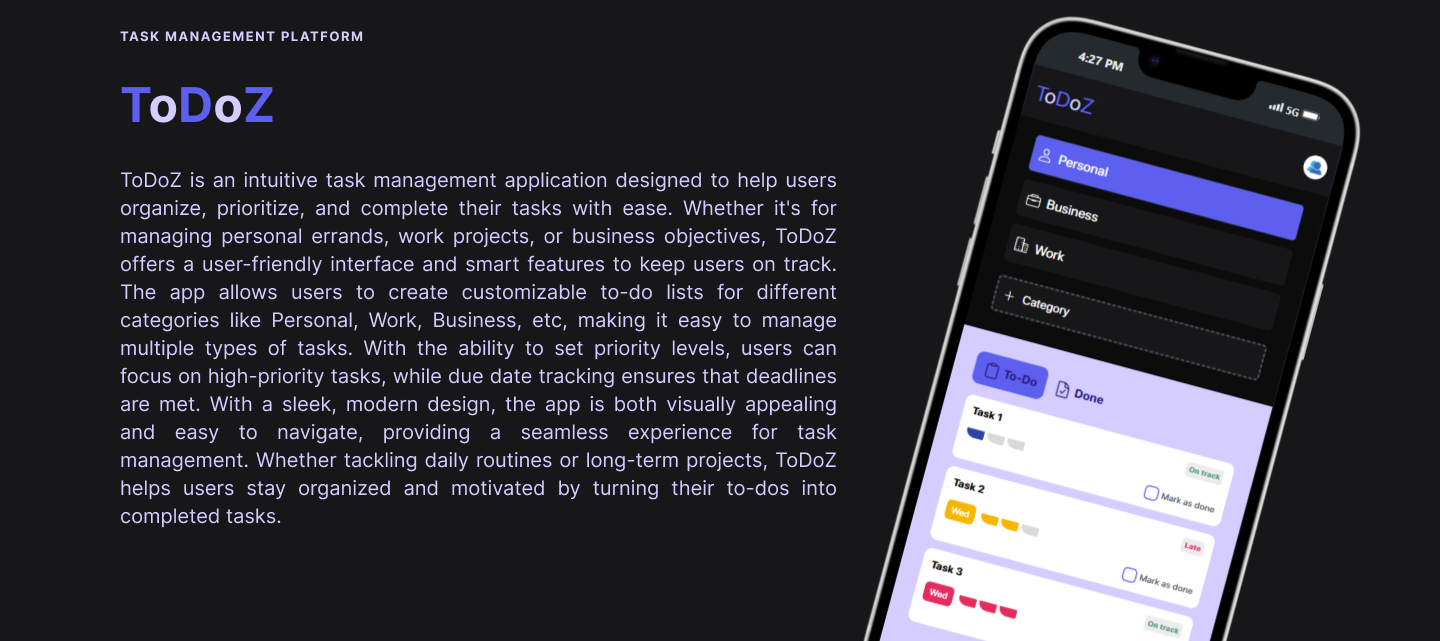 TASK MANAGEMENT PLATFORM
ToDoZ
ToDoZ is an intuitive task management application designed to help users
organize, prioritize, and complete their tasks with ease. Whether it's for
managing personal errands, work projects, or business objectives, ToDoZ
offers a user-friendly interface and smart features to keep users on track.
The app allows users to create customizable to-do lists for different
categories like Personal, Work, Business, etc, making it easy to manage
multiple types of tasks. With the ability to set priority levels, users can
focus on high-priority tasks, while due date tracking ensures that deadlines
are met. With a sleek, modern design, the app is both visually appealing
and easy to navigate, providing a seamless experience for task
management. Whether tackling daily routines or long-term projects, ToDoZ
helps users stay organized and motivated by turning their to-dos into
completed tasks.
4:27 PM
5G
ToDoZ
Personal
Business
Work
+ Category
To-Do
Done
Task 1
On track
Mark as done
Task 2
Wed
Late
Mark as done
Task 3
Wed
On track